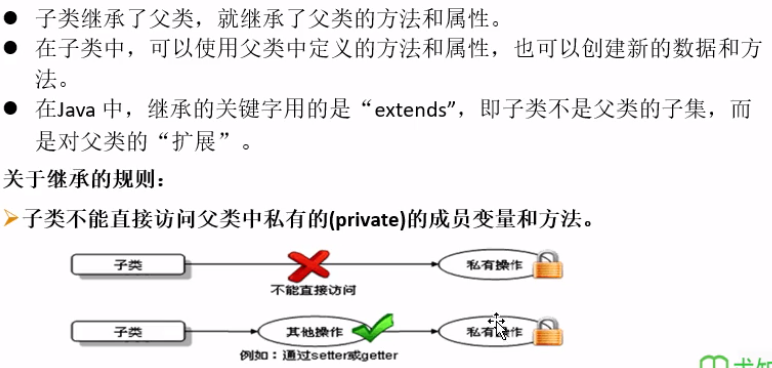 ● 子类继承了父类，就继承了父类的方法和属性。
● 在子类中，可以使用父类中定义的方法和属性，也可以创建新的数据和方
法。
● 在Java 中，继承的关键字用的是“extends”，即子类不是父类的子集，而
是对父类的“扩展”。
关于继承的规则：
➢子类不能直接访问父类中私有的(private)的成员变量和方法。
子类 私有操作
不能直接访问
子类 其他操作 私有操作
例如：通过setter或getter